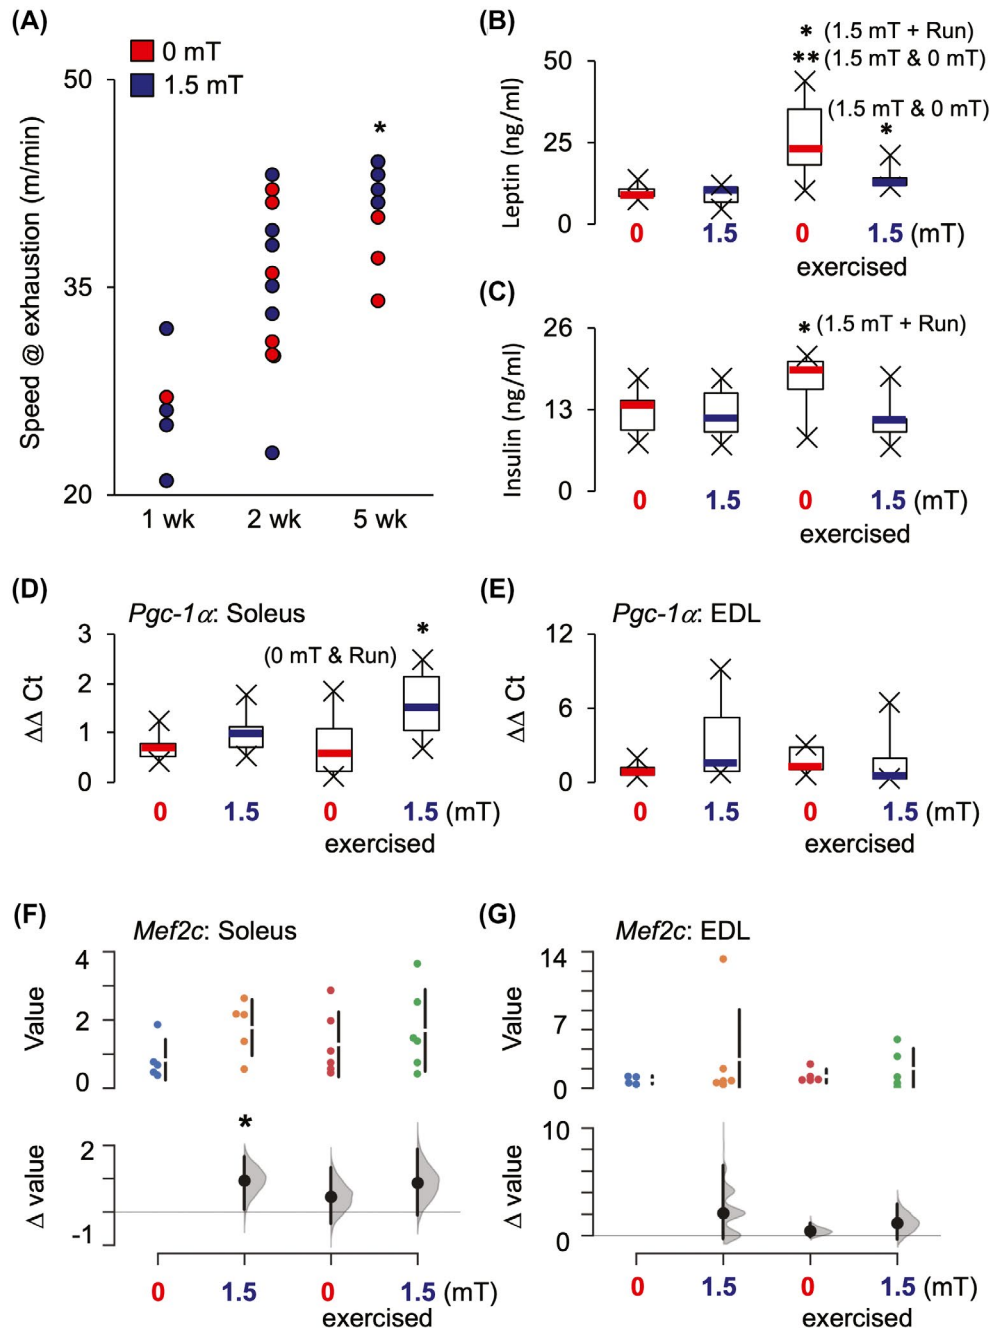 (A)
0 mT
1.5 mT
Speed @ exhaustion (m/min)
50
35
20
*
1 wk 2 wk 5 wk
(B)
* (1.5 mT + Run)
** (1.5 mT & 0 mT)
(1.5 mT & 0 mT)
*
Leptin (ng/ml)
50
25
0
0 1.5 0 1.5 (mT)
exercised
(C)
* (1.5 mT + Run)
Insulin (ng/ml)
26
13
0
0 1.5 0 1.5 (mT)
exercised
(D)
Pgc-1α: Soleus
(0 mT & Run)
*
ΔΔ Ct
3
2
1
0
0 1.5 0 1.5 (mT)
exercised
(E)
Pgc-1α: EDL
ΔΔ Ct
12
6
0
0 1.5 0 1.5 (mT)
exercised
(F)
Mef2c: Soleus
Value
4
2
0
*
Δ value
2
-1
0 1.5 0 1.5 (mT)
exercised
(G)
Mef2c: EDL
Value
14
7
0
Δ value
10
0
0 1.5 0 1.5 (mT)
exercised